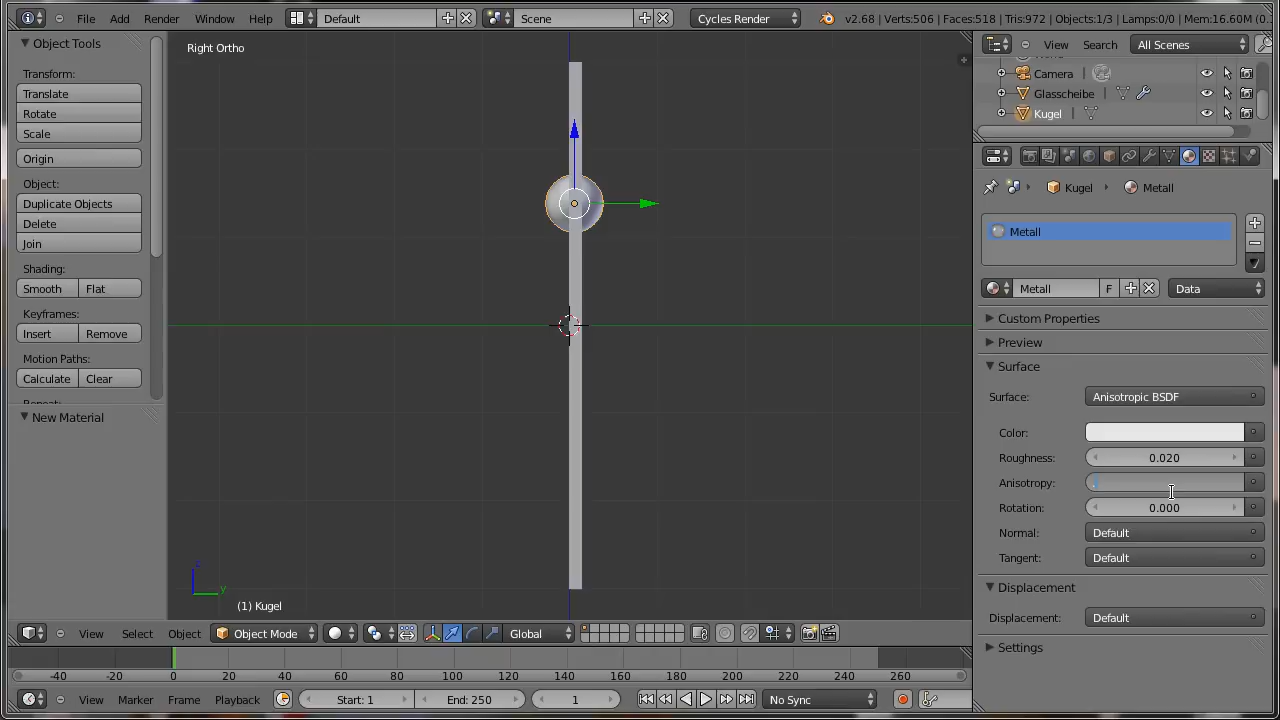 File Add Render Window Help Default Scene Cycles Render v2.68 | Verts:506 | Faces:518 | Tris:972 | Objects:1/3 | Lamps:0/0 | Mem:16.60M (0.
Object Tools
Transform:
Translate
Rotate
Scale
Origin
Object:
Duplicate Objects
Delete
Join
Shading:
Smooth Flat
Keyframes:
Insert Remove
Motion Paths:
Calculate Clear
Repeat:
New Material
Right Ortho
z
y
(1) Kugel
View Select Object Object Mode Global
-40 -20 0 20 40 60 80 100 120 140 160 180 200 220 240 260
View Marker Frame Playback Start: 1 End: 250 1 No Sync
View Search All Scenes
Camera
Glasscheibe
Kugel
Kugel Metall
Metall
Metall F Data
Custom Properties
Preview
Surface
Surface: Anisotropic BSDF
Color:
Roughness: 0.020
Anisotropy:
Rotation: 0.000
Normal: Default
Tangent: Default
Displacement
Displacement: Default
Settings